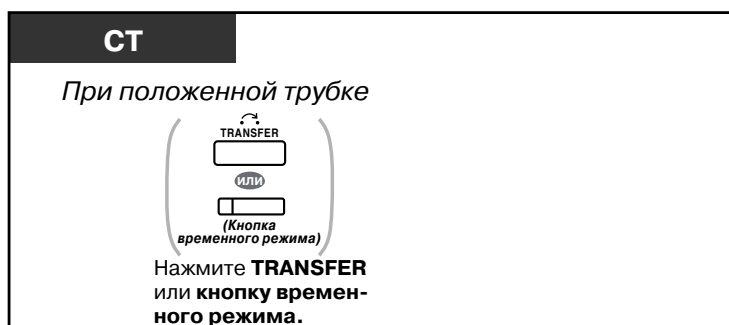 СТ
При положенной трубке
TRANSFER
или
(Кнопка
временного режима)
Нажмите TRANSFER
или кнопку времен-
ного режима.